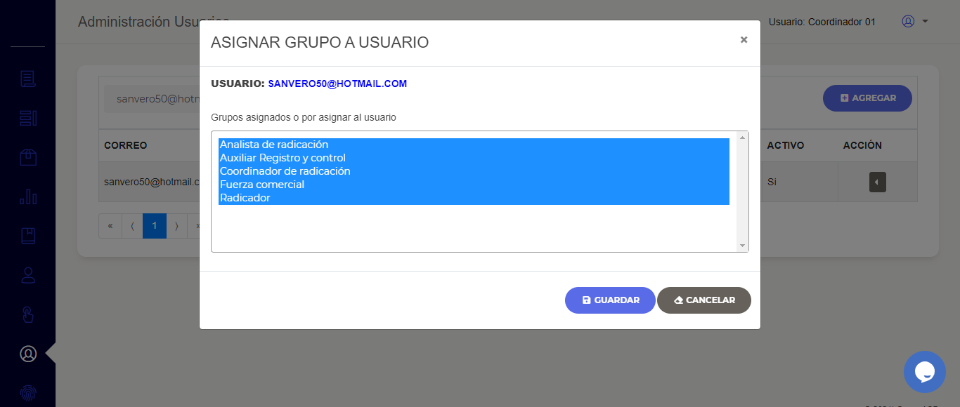 Administración Usuarios
Usuario: Coordinador 01
ASIGNAR GRUPO A USUARIO
×
USUARIO: SANVERO50@HOTMAIL.COM
sanvero50@hotm
AGREGAR
Grupos asignados o por asignar al usuario
CORREO
ACTIVO
ACCIÓN
Analista de radicación
Auxiliar Registro y control
Coordinador de radicación
Fuerza comercial
Radicador
sanvero50@hotmail.c
Si
« ⟨ 1 ⟩
GUARDAR
CANCELAR